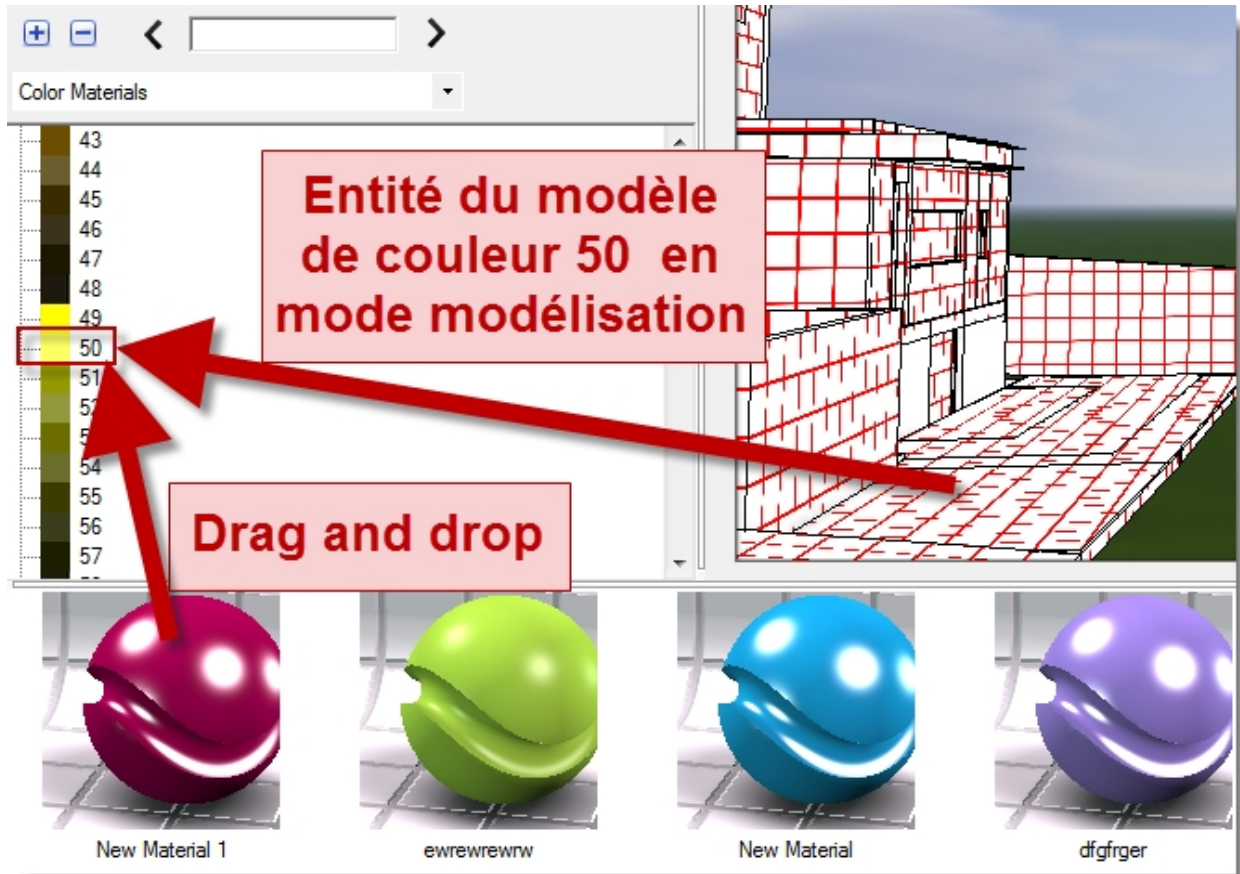 Color Materials
43
44
45
46
47
48
49
50
51
54
55
56
57
Entité du modèle
de couleur 50 en
mode modélisation
Drag and drop
New Material 1
ewrewrewrw
New Material
dfgfrger